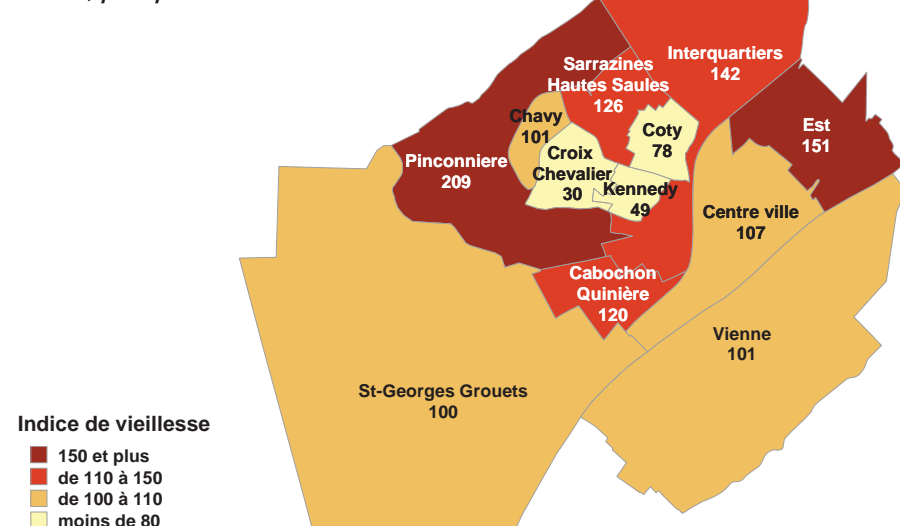 Interquartiers
142
Sarrazines
Hautes Saules
126
Chavy
101
Coty
78
Est
151
Croix
Chevalier
30
Pinconniere
209
Kennedy
49
Centre ville
107
Cabochon
Quinière
120
Vienne
101
St-Georges Grouets
100
Indice de vieillesse
150 et plus
de 110 à 150
de 100 à 110
moins de 80